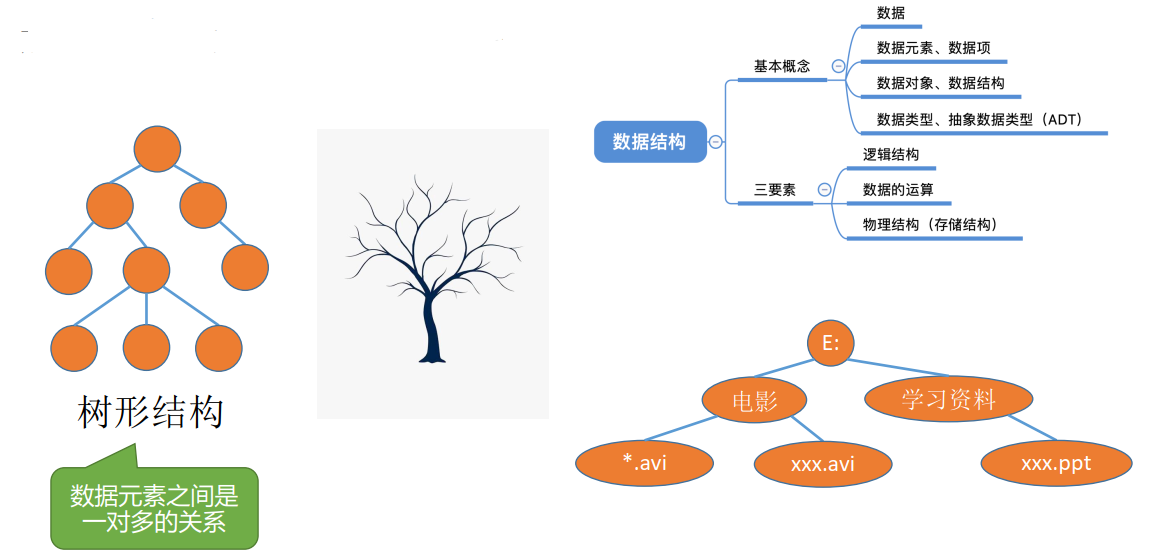 树形结构
数据元素之间是
一对多的关系
数据结构
基本概念
数据
数据元素、数据项
数据对象、数据结构
数据类型、抽象数据类型（ADT）
三要素
逻辑结构
数据的运算
物理结构（存储结构）
E:
电影
学习资料
*.avi
xxx.avi
xxx.ppt